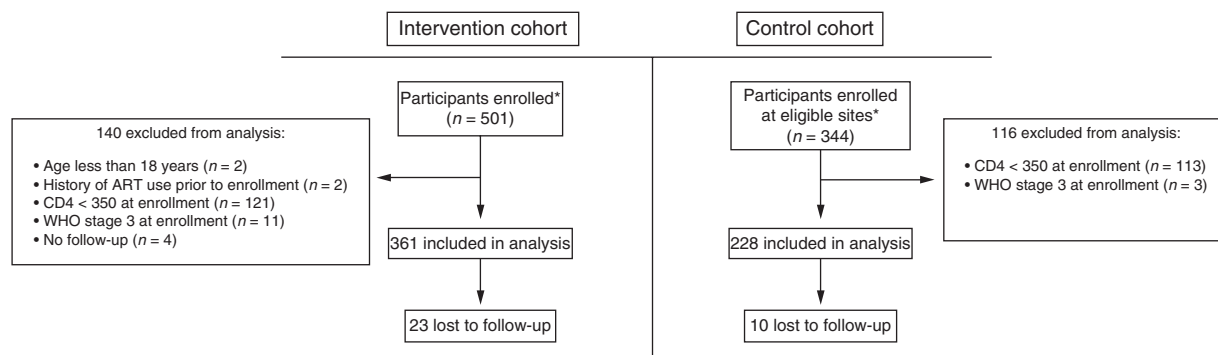 Intervention cohort
Control cohort
Participants enrolled*
(n = 501)
Participants enrolled
at eligible sites*
(n = 344)
140 excluded from analysis:
• Age less than 18 years (n = 2)
• History of ART use prior to enrollment (n = 2)
• CD4 < 350 at enrollment (n = 121)
• WHO stage 3 at enrollment (n = 11)
• No follow-up (n = 4)
116 excluded from analysis:
• CD4 < 350 at enrollment (n = 113)
• WHO stage 3 at enrollment (n = 3)
361 included in analysis
228 included in analysis
23 lost to follow-up
10 lost to follow-up